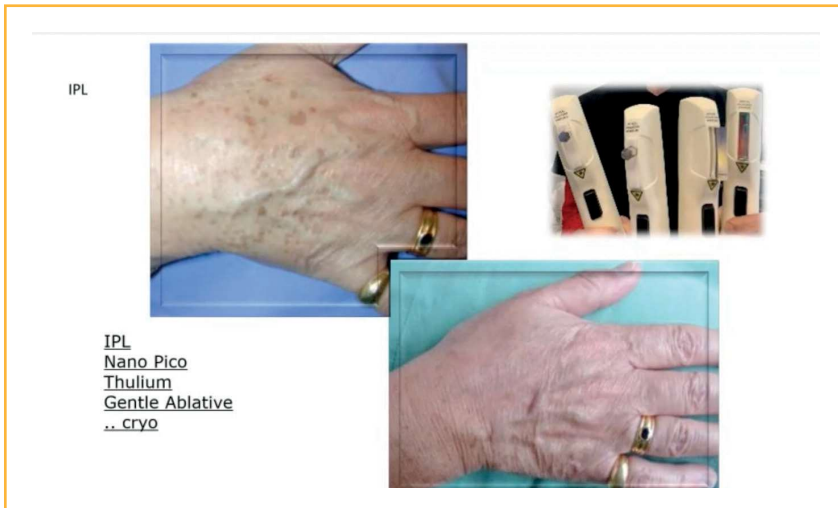 IPL
IPL
Nano Pico
Thulium
Gentle Ablative
.. cryo